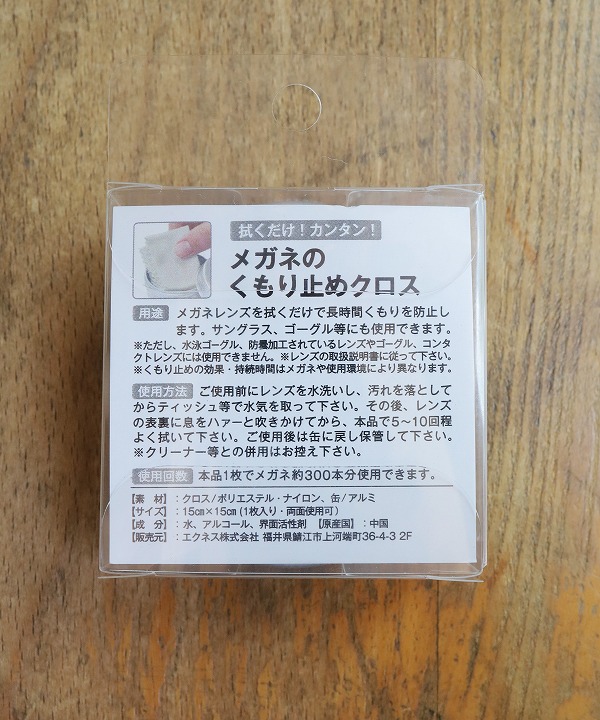 拭くだけ！カンタン！
メガネの
くもり止めクロス
用途 メガネレンズを拭くだけで長時間くもりを防止し
ます。サングラス、ゴーグル等にも使用できます。
※ただし、水泳ゴーグル、防曇加工されているレンズやゴーグル、コンタ
クトレンズには使用できません。※レンズの取扱説明書に従って下さい。
※くもり止めの効果・持続時間はメガネや使用環境により異なります。
使用方法 ご使用前にレンズを水洗いし、汚れを落として
からティッシュ等で水気を取って下さい。その後、レンズ
の表裏に息をハァーと吹きかけてから、本品で5〜10回程
よく拭いて下さい。ご使用後は缶に戻し保管して下さい。
※クリーナー等との併用はお控え下さい。
使用回数 本品1枚でメガネ約300本分使用できます。
【素 材】：クロス/ポリエステル・ナイロン、缶/アルミ
【サイズ】：15㎝×15㎝(1枚入り・両面使用可)
【成 分】：水、アルコール、界面活性剤 【原産国】：中国
【販売元】：エクネス株式会社 福井県鯖江市上河端町36-4-3 2F